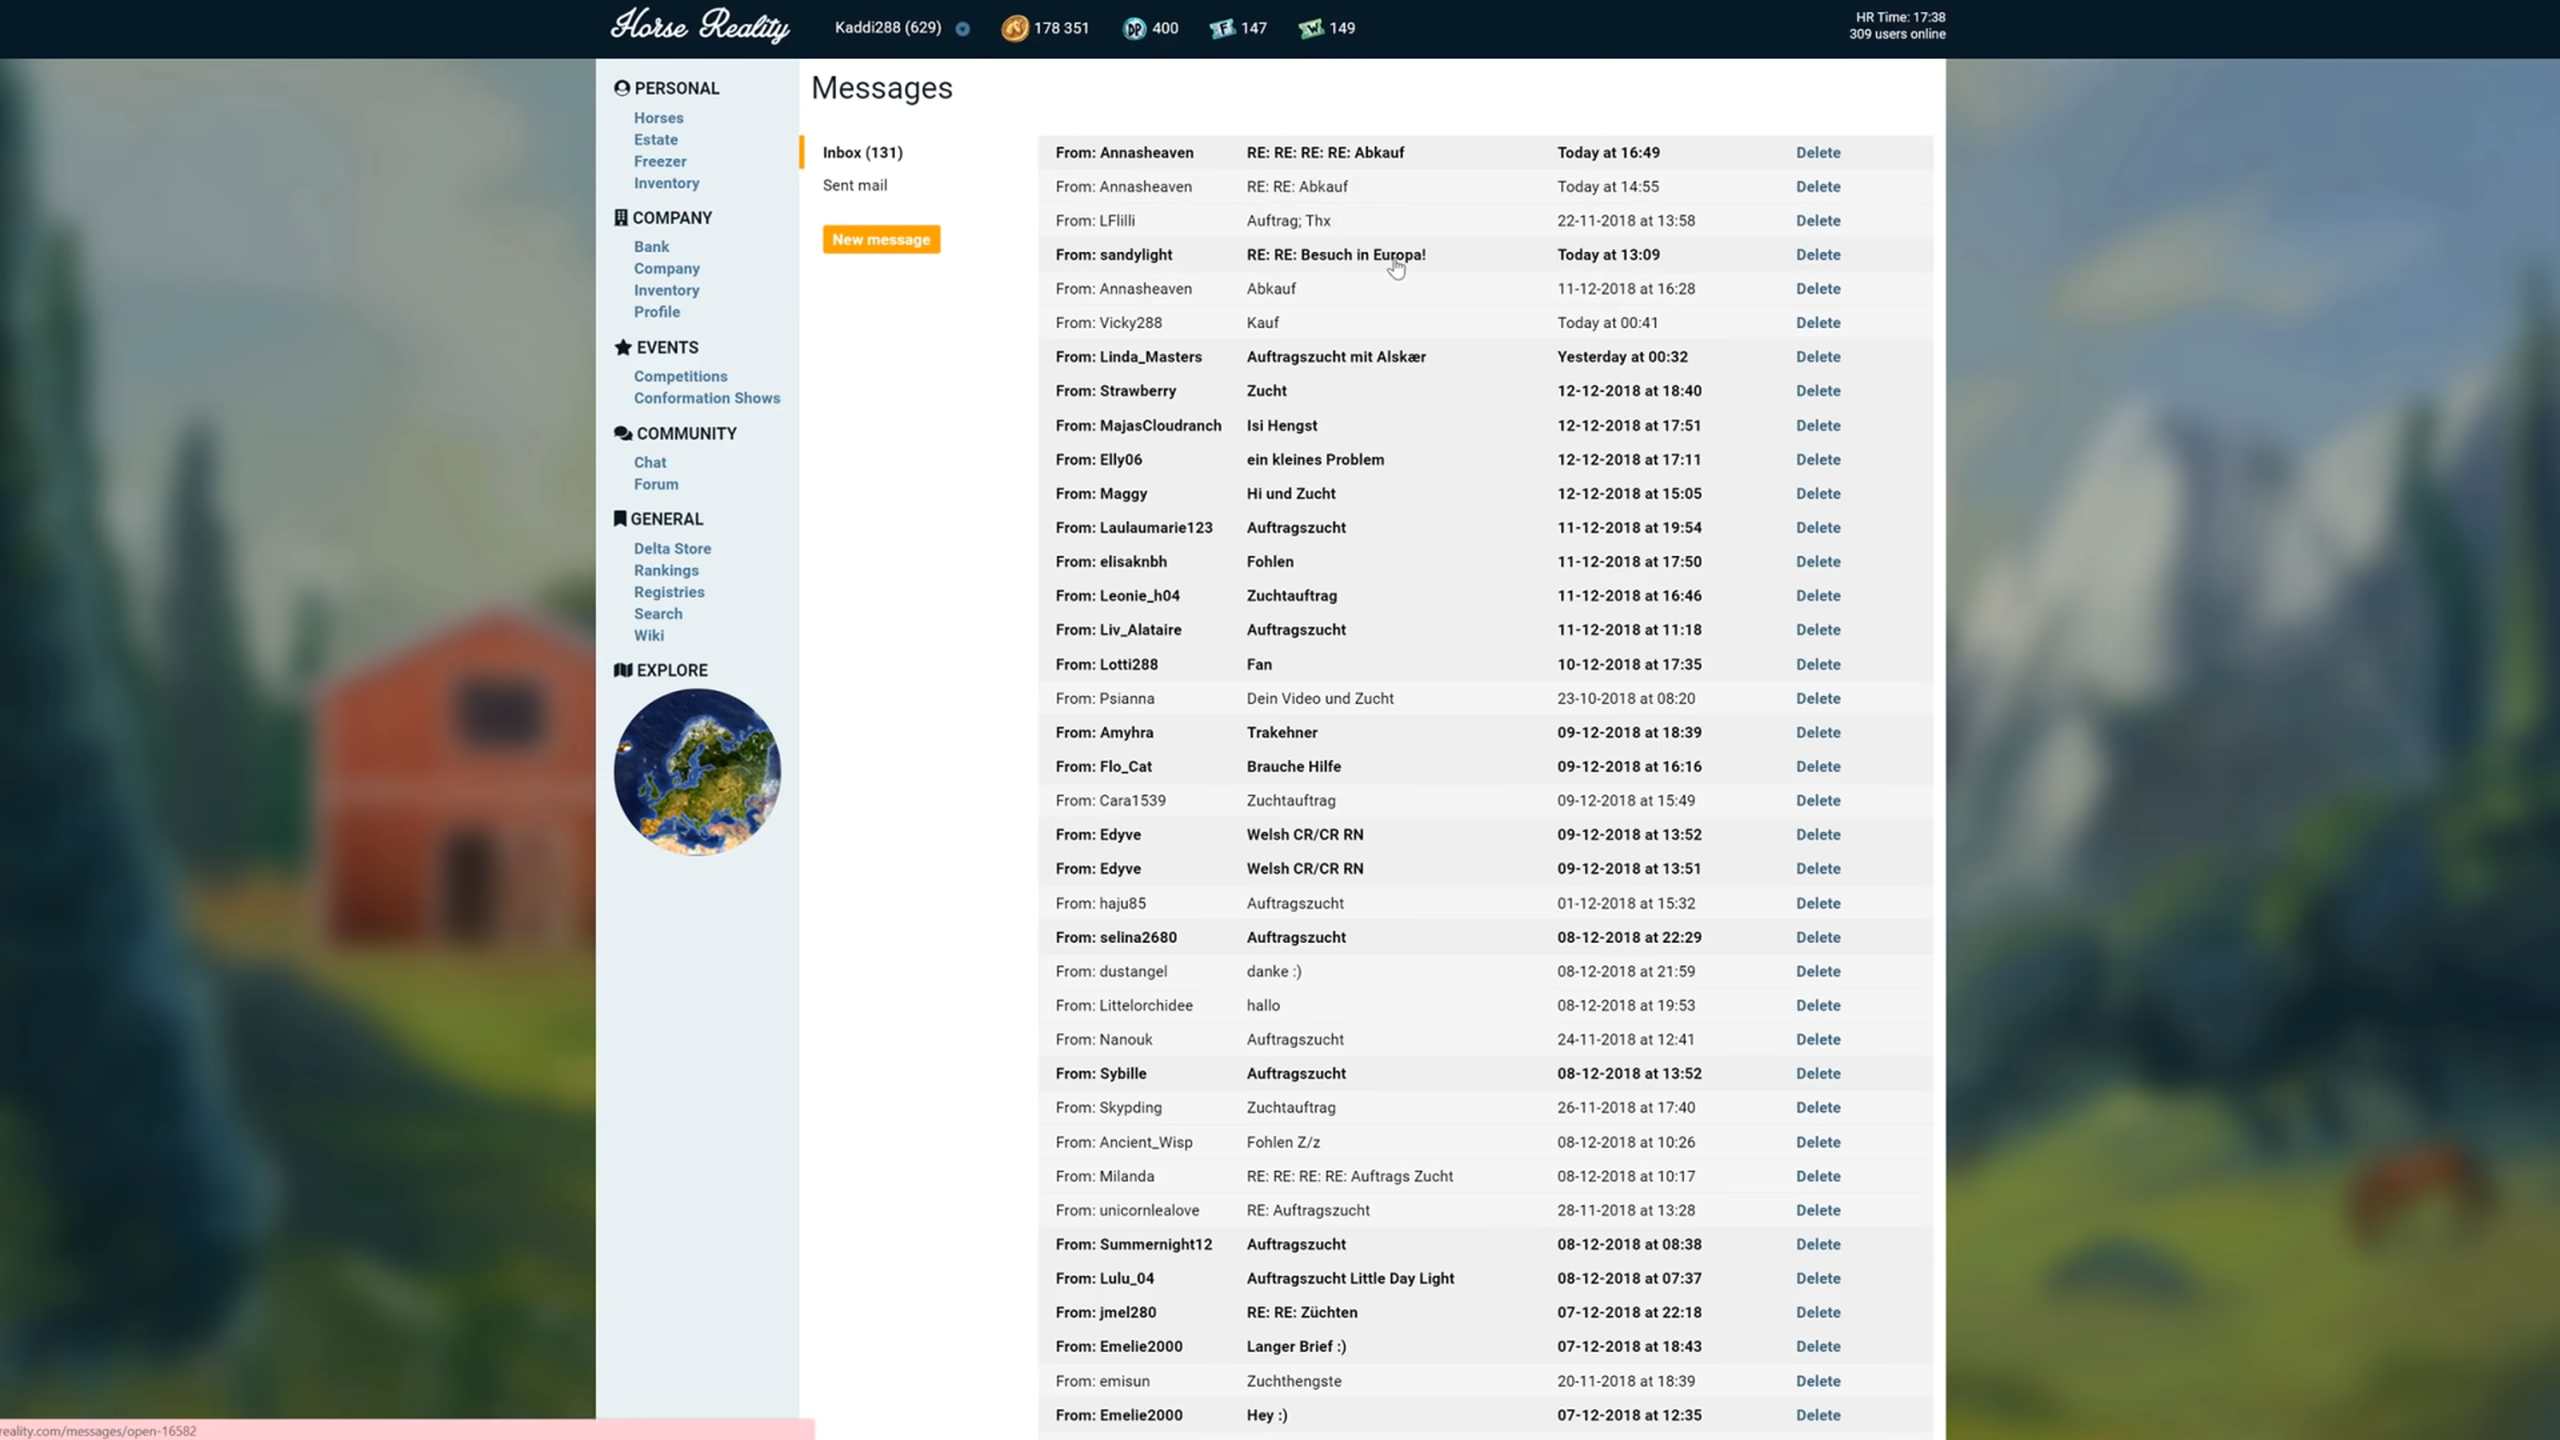 Horse Reality
Kaddi288 (629)
178 351
DP
400
F
147
W
149
HR Time: 17:38
309 users online
PERSONAL
Horses
Estate
Freezer
Inventory
COMPANY
Bank
Company
Inventory
Profile
EVENTS
Competitions
Conformation Shows
COMMUNITY
Chat
Forum
GENERAL
Delta Store
Rankings
Registries
Search
Wiki
EXPLORE
Messages
Inbox (131)
Sent mail
New message
From: Annasheaven RE: RE: RE: RE: Abkauf Today at 16:49 Delete
From: Annasheaven RE: RE: Abkauf Today at 14:55 Delete
From: LFlilli Auftrag; Thx 22-11-2018 at 13:58 Delete
From: sandylight RE: RE: Besuch in Europa! Today at 13:09 Delete
From: Annasheaven Abkauf 11-12-2018 at 16:28 Delete
From: Vicky288 Kauf Today at 00:41 Delete
From: Linda_Masters Auftragszucht mit Alskær Yesterday at 00:32 Delete
From: Strawberry Zucht 12-12-2018 at 18:40 Delete
From: MajasCloudranch Isi Hengst 12-12-2018 at 17:51 Delete
From: Elly06 ein kleines Problem 12-12-2018 at 17:11 Delete
From: Maggy Hi und Zucht 12-12-2018 at 15:05 Delete
From: Laulaumarie123 Auftragszucht 11-12-2018 at 19:54 Delete
From: elisaknbh Fohlen 11-12-2018 at 17:50 Delete
From: Leonie_h04 Zuchtauftrag 11-12-2018 at 16:46 Delete
From: Liv_Alataire Auftragszucht 11-12-2018 at 11:18 Delete
From: Lotti288 Fan 10-12-2018 at 17:35 Delete
From: Psianna Dein Video und Zucht 23-10-2018 at 08:20 Delete
From: Amyhra Trakehner 09-12-2018 at 18:39 Delete
From: Flo_Cat Brauche Hilfe 09-12-2018 at 16:16 Delete
From: Cara1539 Zuchtauftrag 09-12-2018 at 15:49 Delete
From: Edyve Welsh CR/CR RN 09-12-2018 at 13:52 Delete
From: Edyve Welsh CR/CR RN 09-12-2018 at 13:51 Delete
From: haju85 Auftragszucht 01-12-2018 at 15:32 Delete
From: selina2680 Auftragszucht 08-12-2018 at 22:29 Delete
From: dustangel danke :) 08-12-2018 at 21:59 Delete
From: Littelorchidee hallo 08-12-2018 at 19:53 Delete
From: Nanouk Auftragszucht 24-11-2018 at 12:41 Delete
From: Sybille Auftragszucht 08-12-2018 at 13:52 Delete
From: Skypding Zuchtauftrag 26-11-2018 at 17:40 Delete
From: Ancient_Wisp Fohlen Z/z 08-12-2018 at 10:26 Delete
From: Milanda RE: RE: RE: RE: Auftrags Zucht 08-12-2018 at 10:17 Delete
From: unicornlealove RE: Auftragszucht 28-11-2018 at 13:28 Delete
From: Summernight12 Auftragszucht 08-12-2018 at 08:38 Delete
From: Lulu_04 Auftragszucht Little Day Light 08-12-2018 at 07:37 Delete
From: jmel280 RE: RE: Züchten 07-12-2018 at 22:18 Delete
From: Emelie2000 Langer Brief :) 07-12-2018 at 18:43 Delete
From: emisun Zuchthengste 20-11-2018 at 18:39 Delete
From: Emelie2000 Hey :) 07-12-2018 at 12:35 Delete
reality.com/messages/open-16582